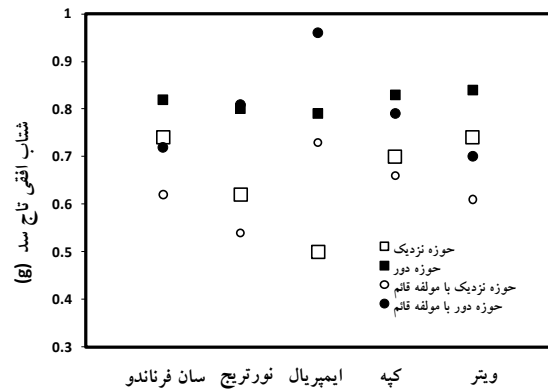 1
0.9
0.8
0.7
0.6
0.5
0.4
0.3
شتاب افقی تاج سد (g)
حوزه نزدیک
حوزه دور
حوزه نزدیک با مولفه قائم
حوزه دور با مولفه قائم
سان فرناندو نورتریج ایمپریال کپه ویتر